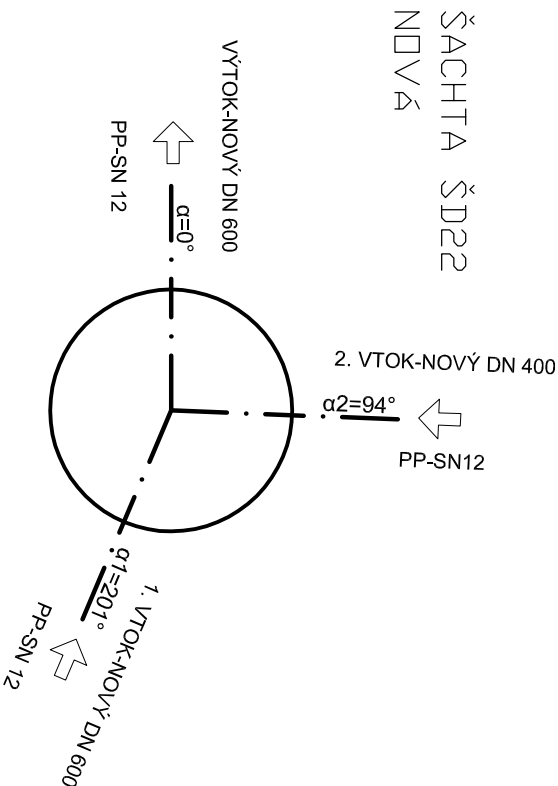 ŠACHTA ŠD22
NOVÁ
VÝTOK-NOVÝ DN 600
PP-SN 12
α=0°
2. VTOK-NOVÝ DN 400
α2=94°
PP-SN12
α1=201°
1. VTOK-NOVÝ DN 600
PP-SN 12